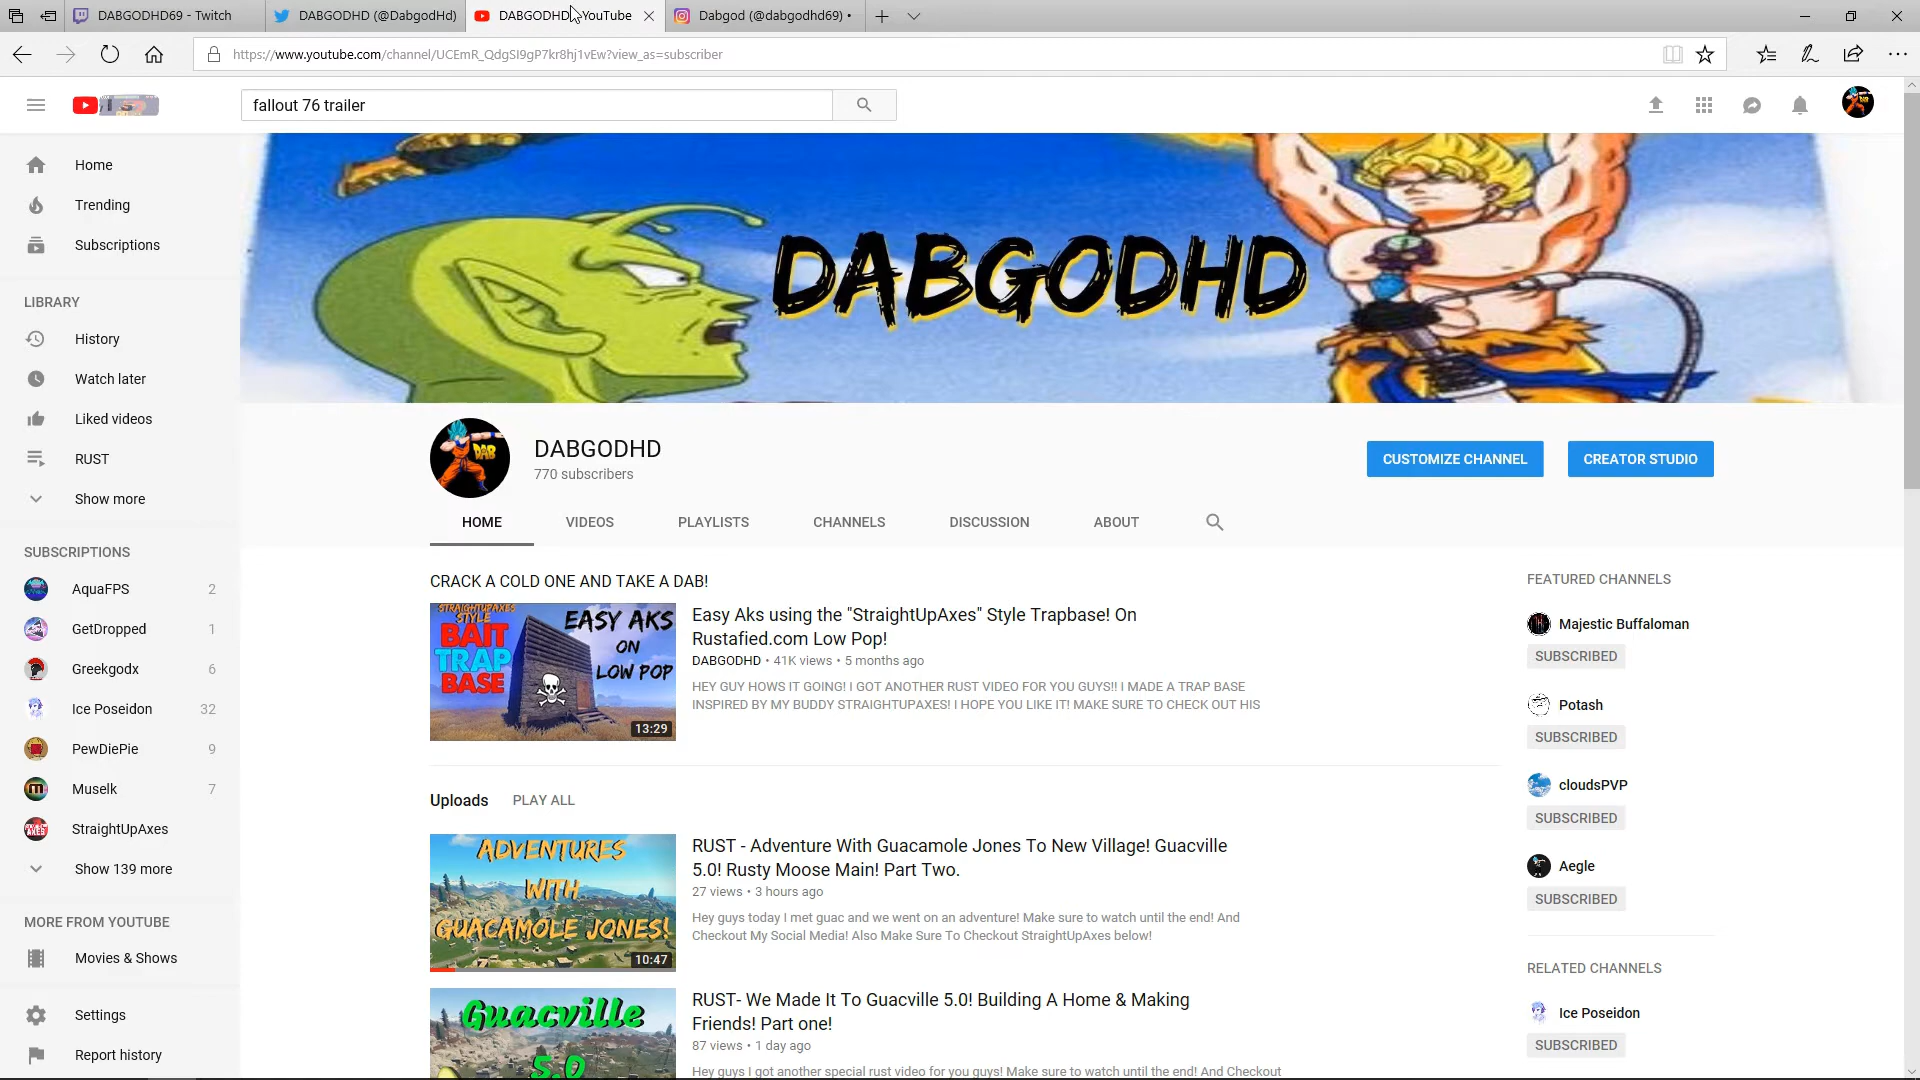 DABGODHD69 - Twitch
DABGODHD (@DabgodHd)
DABGODHD - YouTube
Dabgod (@dabgodhd69) •
https://www.youtube.com/channel/UCEmR_QdgSI9gP7kr8hj1vEw?view_as=subscriber
fallout 76 trailer
Home
Trending
Subscriptions
LIBRARY
History
Watch later
Liked videos
RUST
Show more
SUBSCRIPTIONS
AquaFPS 2
GetDropped 1
Greekgodx 6
Ice Poseidon 32
PewDiePie 9
Muselk 7
StraightUpAxes
Show 139 more
MORE FROM YOUTUBE
Movies & Shows
Settings
Report history
DABGODHD
DAB
DABGODHD
770 subscribers
CUSTOMIZE CHANNEL
CREATOR STUDIO
HOME
VIDEOS
PLAYLISTS
CHANNELS
DISCUSSION
ABOUT
CRACK A COLD ONE AND TAKE A DAB!
STRAIGHTUPAXES
STYLE
BAIT
TRAP
BASE
EASY AKS
ON
LOW POP
13:29
Easy Aks using the "StraightUpAxes" Style Trapbase! On
Rustafied.com Low Pop!
DABGODHD • 41K views • 5 months ago
HEY GUY HOWS IT GOING! I GOT ANOTHER RUST VIDEO FOR YOU GUYS!! I MADE A TRAP BASE
INSPIRED BY MY BUDDY STRAIGHTUPAXES! I HOPE YOU LIKE IT! MAKE SURE TO CHECK OUT HIS
Uploads PLAY ALL
ADVENTURES
WITH
GUACAMOLE JONES!
10:47
RUST - Adventure With Guacamole Jones To New Village! Guacville
5.0! Rusty Moose Main! Part Two.
27 views • 3 hours ago
Hey guys today I met guac and we went on an adventure! Make sure to watch until the end! And
Checkout My Social Media! Also Make Sure To Checkout StraightUpAxes below!
Guacville
5.0
RUST- We Made It To Guacville 5.0! Building A Home & Making
Friends! Part one!
87 views • 1 day ago
Hey guys I got another special rust video for you guys! Make sure to watch until the end! And Checkout
FEATURED CHANNELS
Majestic Buffaloman
SUBSCRIBED
Potash
SUBSCRIBED
cloudsPVP
SUBSCRIBED
Aegle
SUBSCRIBED
RELATED CHANNELS
Ice Poseidon
SUBSCRIBED